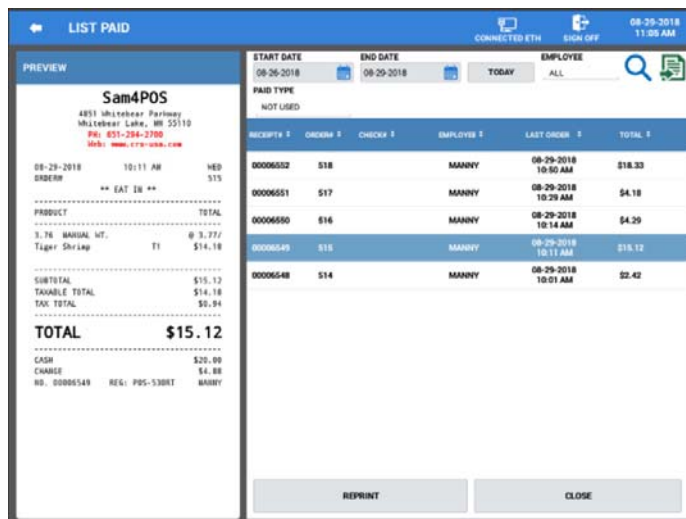 LIST PAID
CONNECTED ETH
SIGN OFF
08-29-2018
11:05 AM
PREVIEW
Sam4POS
4851 Whitebear Parkway
Whitebear Lake, MN 55110
PH: 651-294-2700
Web: www.crs-usa.com
08-29-2018 10:11 AM WED
ORDER# 515
** EAT IN **
PRODUCT TOTAL
3.76 MANUAL WT. @ 3.77/
Tiger Shrimp T1 $14.18
SUBTOTAL $15.12
TAXABLE TOTAL $14.18
TAX TOTAL $0.94
TOTAL $15.12
CASH $20.00
CHANGE $4.88
NO. 00006549 REG: POS-530RT MANNY
START DATE END DATE EMPLOYEE
08-26-2018 08-29-2018 TODAY ALL
PAID TYPE
NOT USED
RECEIPT# ORDER# CHECK# EMPLOYEE LAST ORDER TOTAL
00006552 518 MANNY 08-29-2018 10:50 AM $18.33
00006551 517 MANNY 08-29-2018 10:29 AM $4.18
00006550 516 MANNY 08-29-2018 10:14 AM $4.29
00006549 515 MANNY 08-29-2018 10:11 AM $15.12
00006548 514 MANNY 08-29-2018 10:01 AM $2.42
REPRINT CLOSE